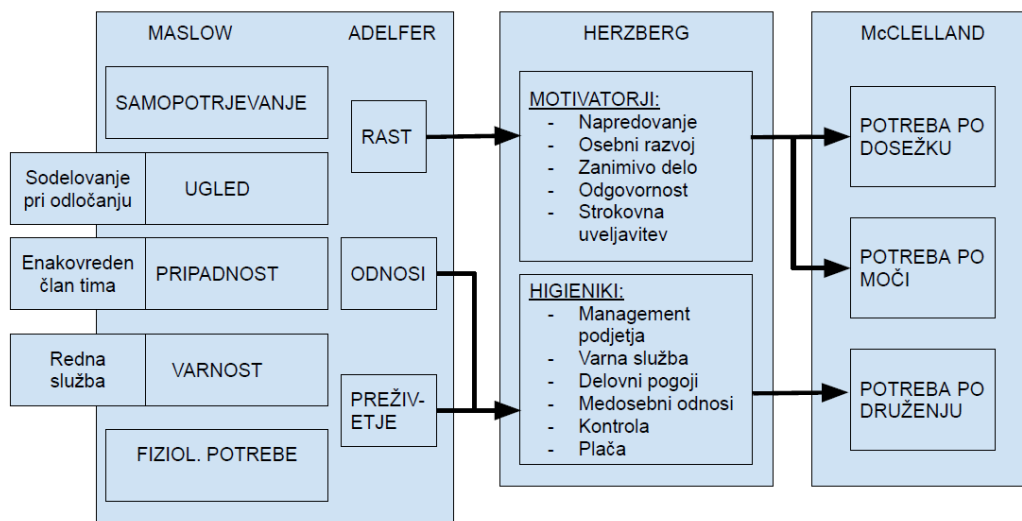 MASLOW
ADELFER
HERZBERG
McCLELLAND
SAMOPOTRJEVANJE
Sodelovanje
pri odločanju
UGLED
Enakovreden
član tima
PRIPADNOST
Redna
služba
VARNOST
FIZIOL. POTREBE
RAST
ODNOSI
PREŽIV-
ETJE
MOTIVATORJI:
- Napredovanje
- Osebni razvoj
- Zanimivo delo
- Odgovornost
- Strokovna
uveljavitev
HIGIENIKI:
- Management
podjetja
- Varna služba
- Delovni pogoji
- Medosebni odnosi
- Kontrola
- Plača
POTREBA PO
DOSEŽKU
POTREBA PO
MOČI
POTREBA PO
DRUŽENJU